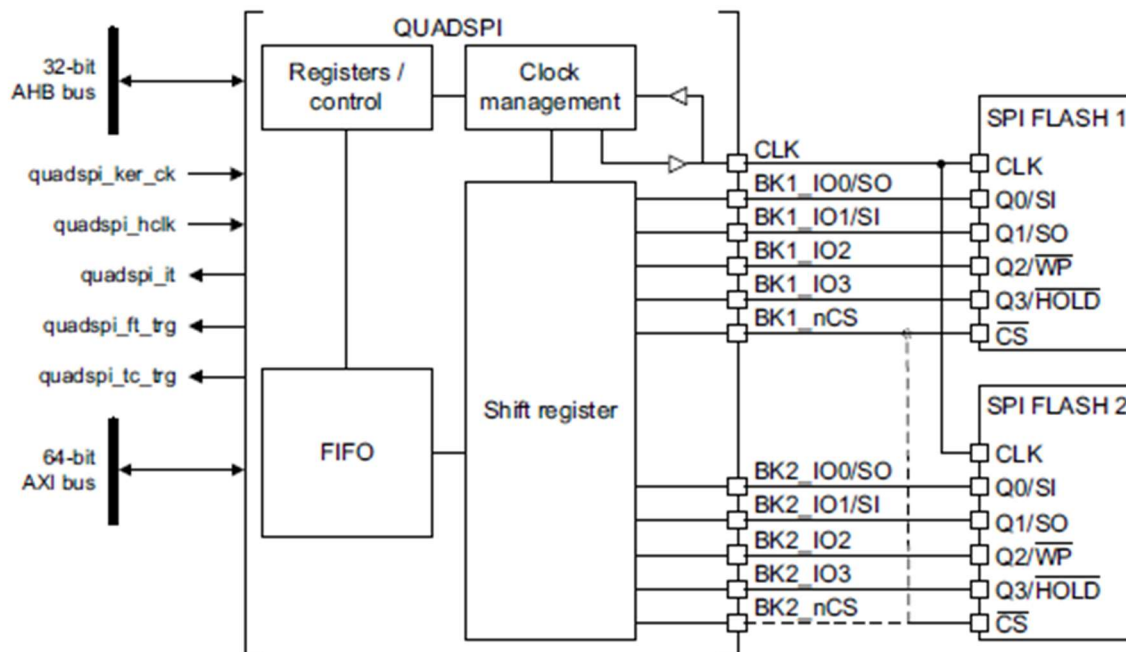 QUADSPI
32-bit
AHB bus
Registers /
control
Clock
management
quadspi_ker_ck
quadspi_hclk
quadspi_it
quadspi_ft_trg
quadspi_tc_trg
64-bit
AXI bus
FIFO
Shift register
CLK
BK1_IO0/SO
BK1_IO1/SI
BK1_IO2
BK1_IO3
BK1_nCS
BK2_IO0/SO
BK2_IO1/SI
BK2_IO2
BK2_IO3
BK2_nCS
SPI FLASH 1
CLK
Q0/SI
Q1/SO
Q2/WP
Q3/HOLD
CS
SPI FLASH 2
CLK
Q0/SI
Q1/SO
Q2/WP
Q3/HOLD
CS